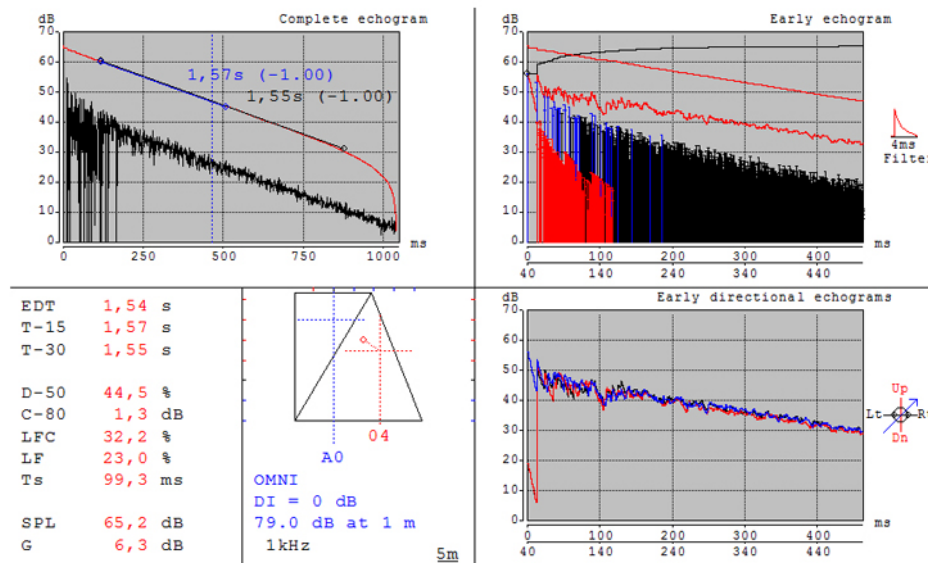 dB Complete echogram
70
60
50
40
30
20
10
0
1,57s (-1.00)
1,55s (-1.00)
0 250 500 750 1000 ms
dB Early echogram
70
60
50
40
30
20
10
0
0 100 200 300 400 ms
40 140 240 340 440
4ms
Filter
EDT 1,54 s
T-15 1,57 s
T-30 1,55 s
D-50 44,5 %
C-80 1,3 dB
LFC 32,2 %
LF 23,0 %
Ts 99,3 ms
SPL 65,2 dB
G 6,3 dB
04
A0
OMNI
DI = 0 dB
79.0 dB at 1 m
1kHz
5m
dB Early directional echograms
70
60
50
40
30
20
10
0
0 100 200 300 400 ms
40 140 240 340 440
Up
Lt Rt
Dn